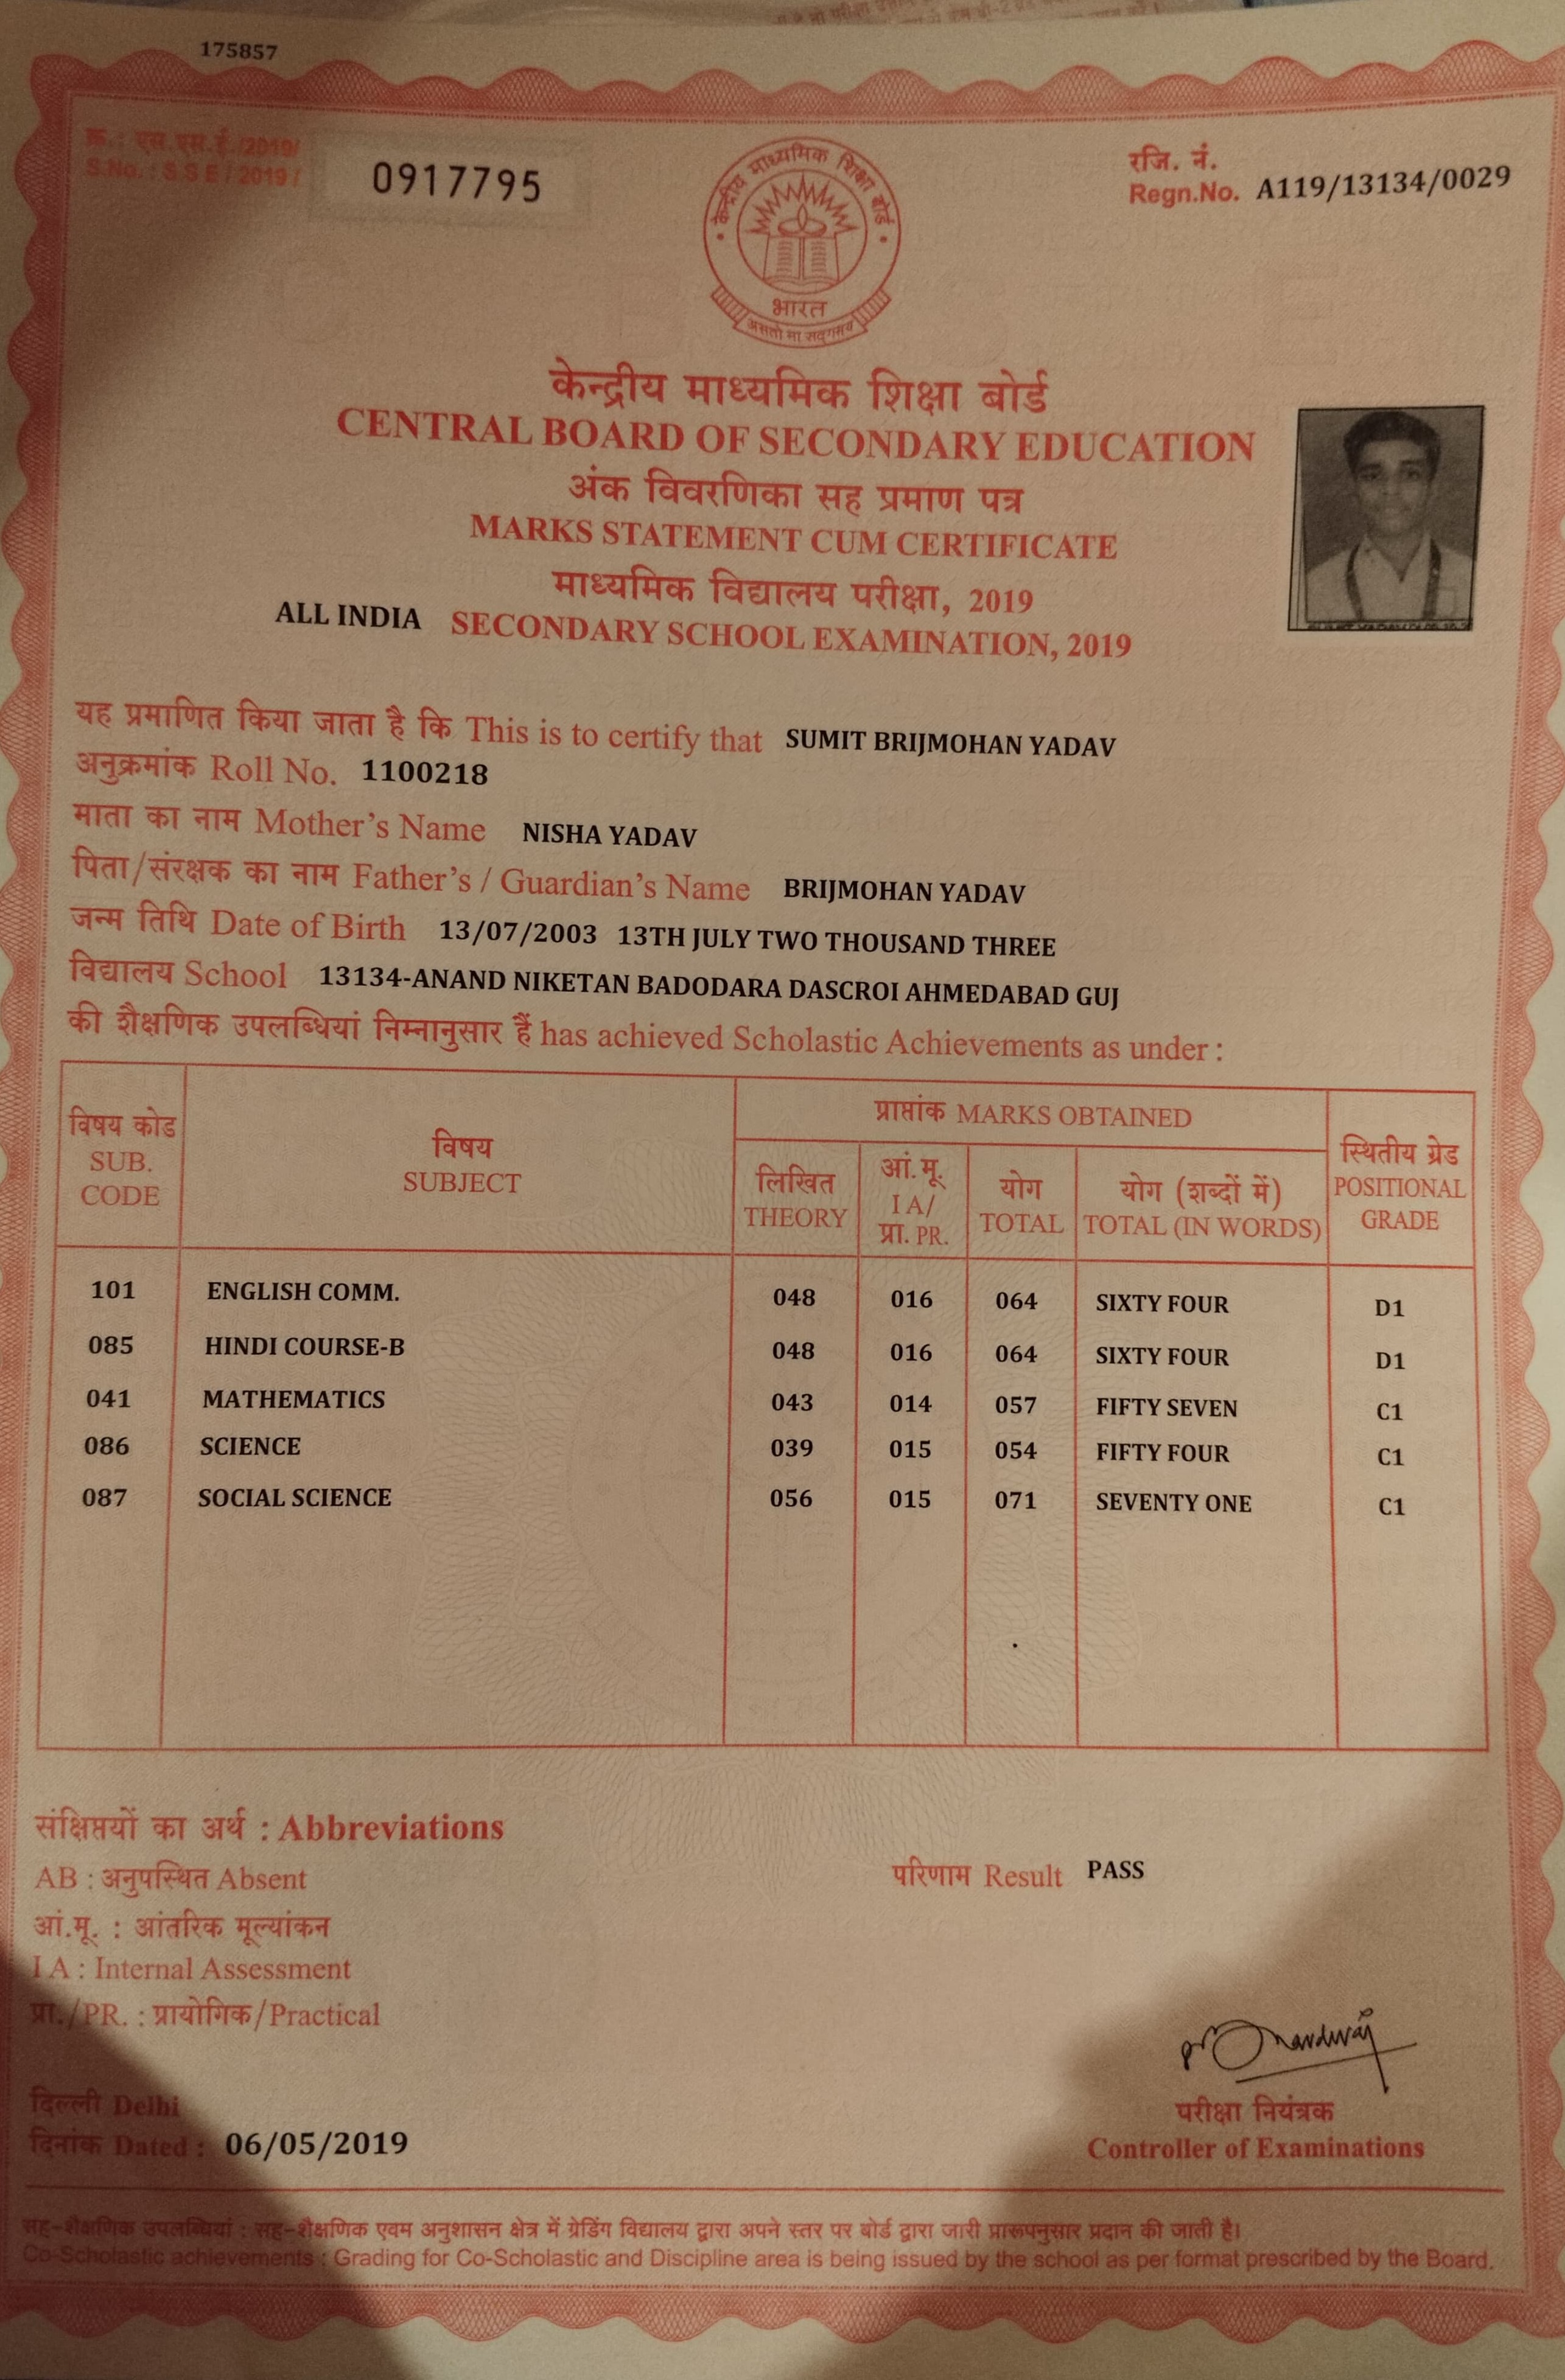 175857
क्र.: एस.एस.ई./2019/
S.No. : S S E / 2019 /
0917795
रजि. नं.
Regn.No. A119/13134/0029
केन्द्रीय माध्यमिक शिक्षा बोर्ड
भारत
असतो मा सद्गमय
केन्द्रीय माध्यमिक शिक्षा बोर्ड
CENTRAL BOARD OF SECONDARY EDUCATION
अंक विवरणिका सह प्रमाण पत्र
MARKS STATEMENT CUM CERTIFICATE
माध्यमिक विद्यालय परीक्षा, 2019
ALL INDIA SECONDARY SCHOOL EXAMINATION, 2019
यह प्रमाणित किया जाता है कि This is to certify that SUMIT BRIJMOHAN YADAV
अनुक्रमांक Roll No. 1100218
माता का नाम Mother's Name NISHA YADAV
पिता/संरक्षक का नाम Father's / Guardian's Name BRIJMOHAN YADAV
जन्म तिथि Date of Birth 13/07/2003 13TH JULY TWO THOUSAND THREE
विद्यालय School 13134-ANAND NIKETAN BADODARA DASCROI AHMEDABAD GUJ
की शैक्षणिक उपलब्धियां निम्नानुसार हैं has achieved Scholastic Achievements as under :
विषय कोड
SUB.
CODE
विषय
SUBJECT
प्राप्तांक MARKS OBTAINED
लिखित
THEORY
आं.मू.
I A/
प्रा. PR.
योग
TOTAL
योग (शब्दों में)
TOTAL (IN WORDS)
स्थितीय ग्रेड
POSITIONAL
GRADE
101 ENGLISH COMM. 048 016 064 SIXTY FOUR D1
085 HINDI COURSE-B 048 016 064 SIXTY FOUR D1
041 MATHEMATICS 043 014 057 FIFTY SEVEN C1
086 SCIENCE 039 015 054 FIFTY FOUR C1
087 SOCIAL SCIENCE 056 015 071 SEVENTY ONE C1
संक्षिप्तयों का अर्थ : Abbreviations
AB : अनुपस्थित Absent
परिणाम Result PASS
आं.मू. : आंतरिक मूल्यांकन
I A : Internal Assessment
प्रा./PR. : प्रायोगिक/Practical
दिल्ली Delhi
दिनांक Dated : 06/05/2019
परीक्षा नियंत्रक
Controller of Examinations
सह-शैक्षणिक उपलब्धियां : सह-शैक्षणिक एवम अनुशासन क्षेत्र में ग्रेडिंग विद्यालय द्वारा अपने स्तर पर बोर्ड द्वारा जारी प्रारूपनुसार प्रदान की जाती है।
Co-Scholastic achievements : Grading for Co-Scholastic and Discipline area is being issued by the school as per format prescribed by the Board.